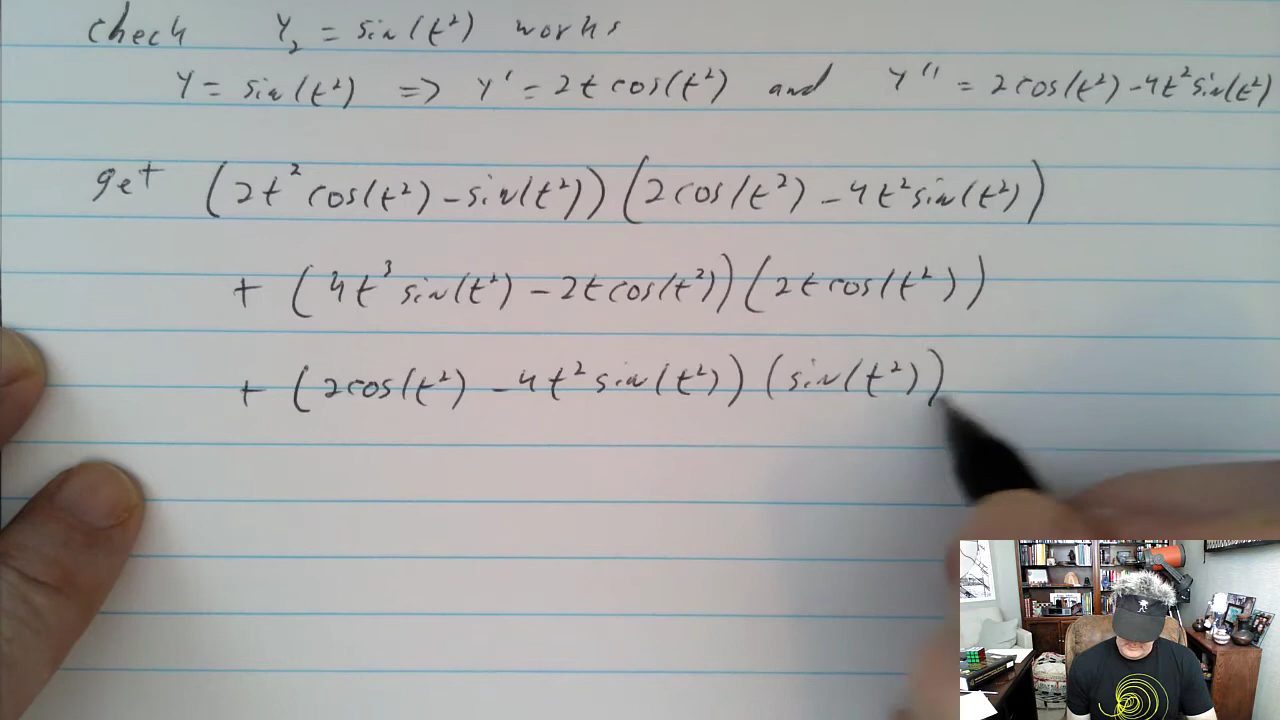 check Y₂ = sin(t²) works
Y = sin(t²) => Y' = 2t cos(t²) and Y'' = 2cos(t²) - 4t² sin(t²)
get (2t² cos(t²) - sin(t²)) (2cos(t²) - 4t² sin(t²))
+ (4t³ sin(t²) - 2t cos(t²)) (2t cos(t²))
+ (2cos(t²) - 4t² sin(t²)) (sin(t²))